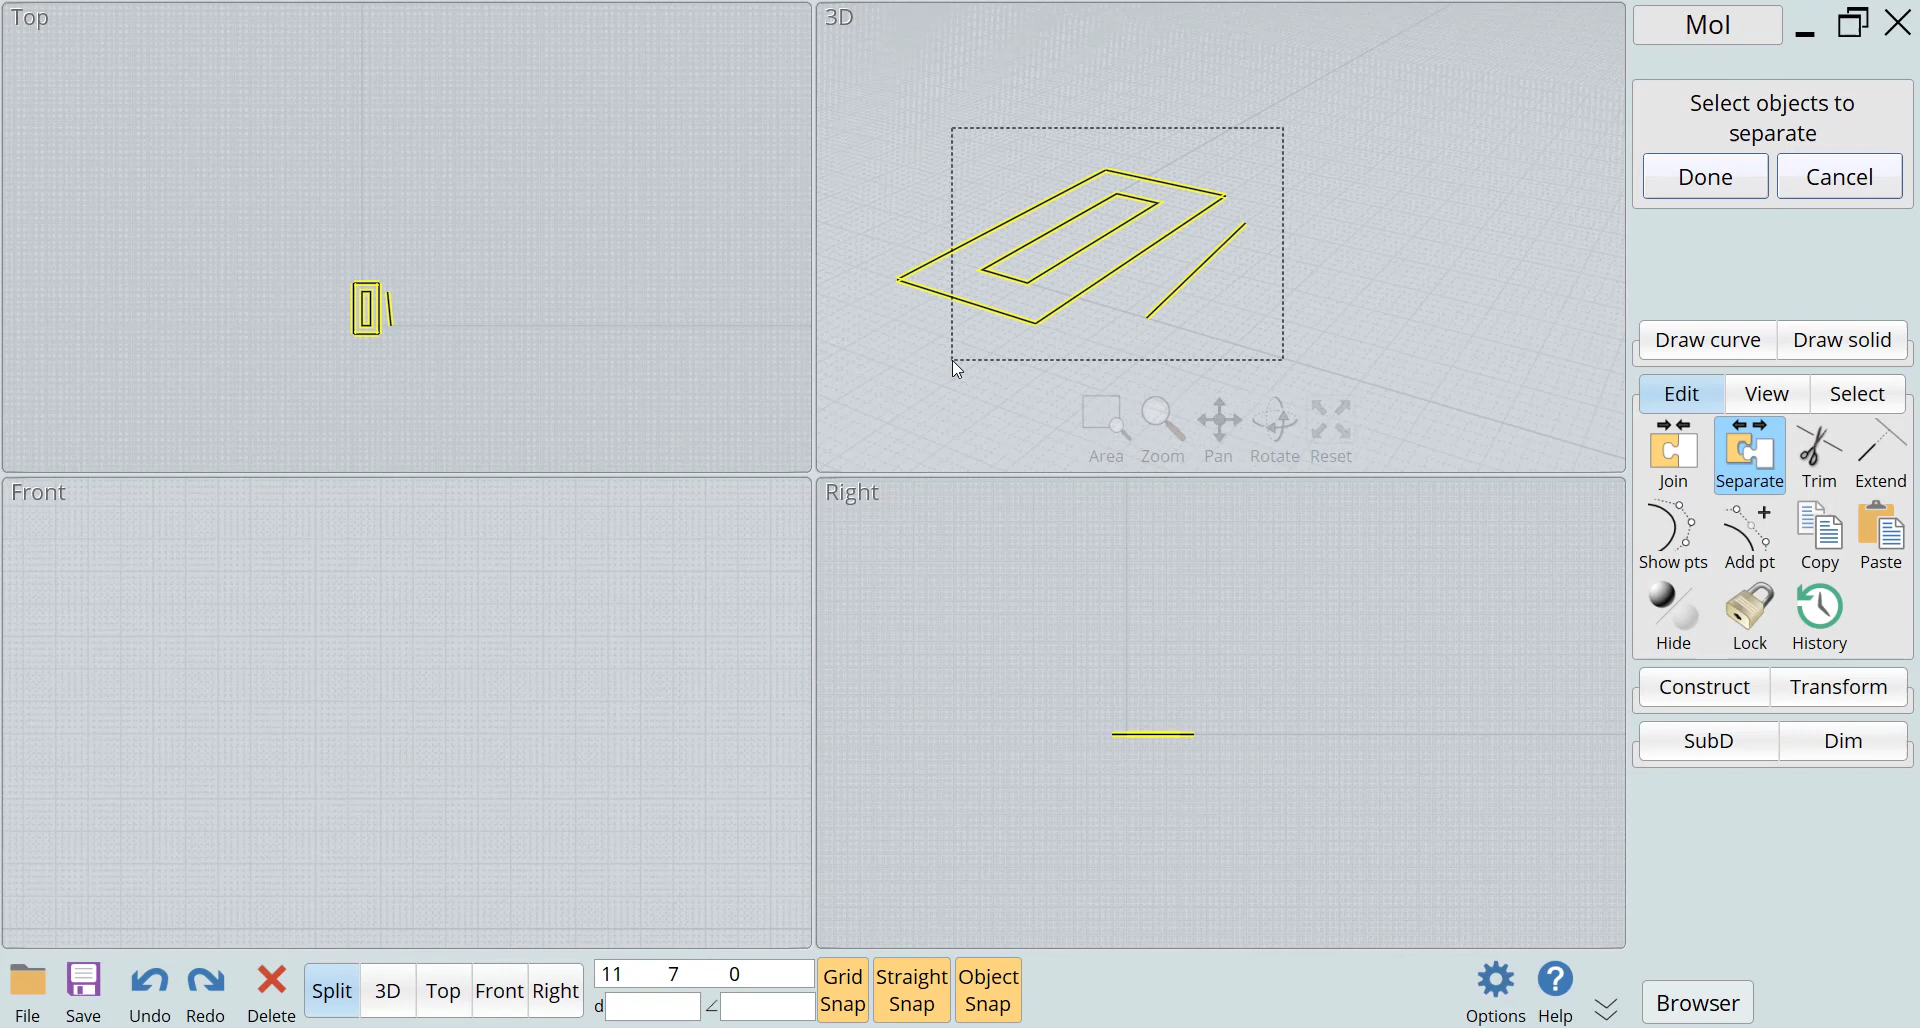 Top
3D
MoI
Select objects to
separate
Done
Cancel
Draw curve
Draw solid
Edit
View
Select
Join
Separate
Trim
Extend
Show pts
Add pt
Copy
Paste
Hide
Lock
History
Construct
Transform
SubD
Dim
Area
Zoom
Pan
Rotate
Reset
Front
Right
File
Save
Undo
Redo
Delete
Split
3D
Top
Front
Right
11 7 0
d
∠
Grid
Snap
Straight
Snap
Object
Snap
Options
Help
Browser